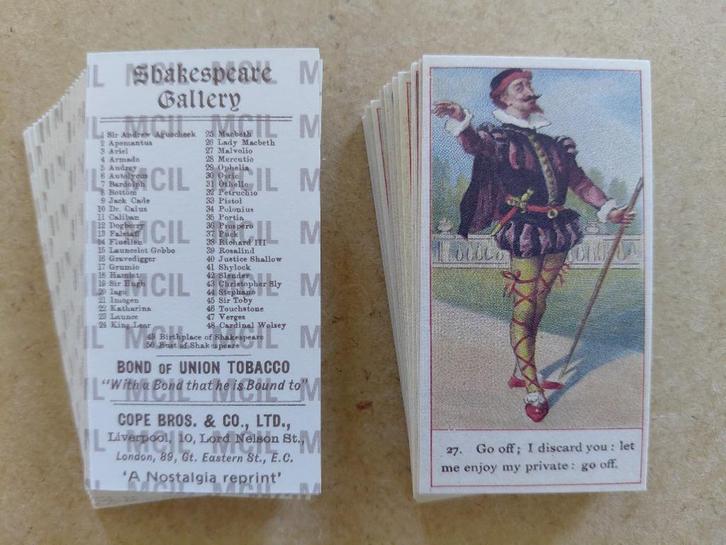 Shakespeare
Gallery
1 Sir Andrew Aguecheek 25 Macbeth
2 Apemantus 26 Lady Macbeth
3 Ariel 27 Malvolio
4 Armado 28 Mercutio
5 Audrey 29 Ophelia
6 Autolycus 30 Osric
7 Bardolph 31 Othello
8 Bottom 32 Petruchio
9 Jack Cade 33 Pistol
10 Dr. Caius 34 Polonius
11 Caliban 35 Portia
12 Dogberry 36 Prospero
13 Falstaff 37 Puck
14 Fluellen 38 Richard III
15 Launcelot Gobbo 39 Rosalind
16 Gravedigger 40 Justice Shallow
17 Grumio 41 Shylock
18 Hamlet 42 Slender
19 Sir Hugh 43 Christopher Sly
20 Iago 44 Stephano
21 Imogen 45 Sir Toby
22 Katharina 46 Touchstone
23 Launce 47 Verges
24 King Lear 48 Cardinal Wolsey
49 Birthplace of Shakespeare
50 Bust of Shakespeare
BOND OF UNION TOBACCO
"With a Bond that he is Bound to"
COPE BROS. & CO., LTD.,
Liverpool, 10, Lord Nelson St.,
London, 89, Gt. Eastern St., E.C.
'A Nostalgia reprint'
MCIL
27. Go off; I discard you: let
me enjoy my private: go off.